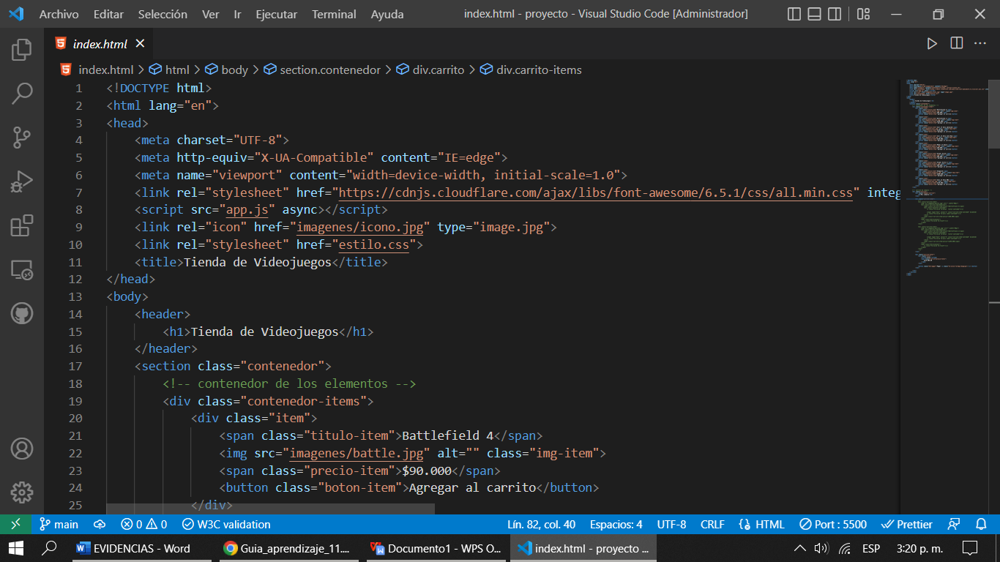 Archivo Editar Selección Ver Ir Ejecutar Terminal Ayuda index.html - proyecto - Visual Studio Code [Administrador]
index.html
index.html > html > body > section.contenedor > div.carrito > div.carrito-items
1 <!DOCTYPE html>
2 <html lang="en">
3 <head>
4 <meta charset="UTF-8">
5 <meta http-equiv="X-UA-Compatible" content="IE=edge">
6 <meta name="viewport" content="width=device-width, initial-scale=1.0">
7 <link rel="stylesheet" href="https://cdnjs.cloudflare.com/ajax/libs/font-awesome/6.5.1/css/all.min.css" integ
8 <script src="app.js" async></script>
9 <link rel="icon" href="imagenes/icono.jpg" type="image.jpg">
10 <link rel="stylesheet" href="estilo.css">
11 <title>Tienda de Videojuegos</title>
12 </head>
13 <body>
14 <header>
15 <h1>Tienda de Videojuegos</h1>
16 </header>
17 <section class="contenedor">
18 <!-- contenedor de los elementos -->
19 <div class="contenedor-items">
20 <div class="item">
21 <span class="titulo-item">Battlefield 4</span>
22 <img src="imagenes/battle.jpg" alt="" class="img-item">
23 <span class="precio-item">$90.000</span>
24 <button class="boton-item">Agregar al carrito</button>
25 </div>
main 0 0 W3C validation Lín. 82, col. 40 Espacios: 4 UTF-8 CRLF HTML Port : 5500 Prettier
EVIDENCIAS - Word Guia_aprendizaje_11.... Documento1 - WPS O... index.html - proyecto ... ESP 3:20 p. m.